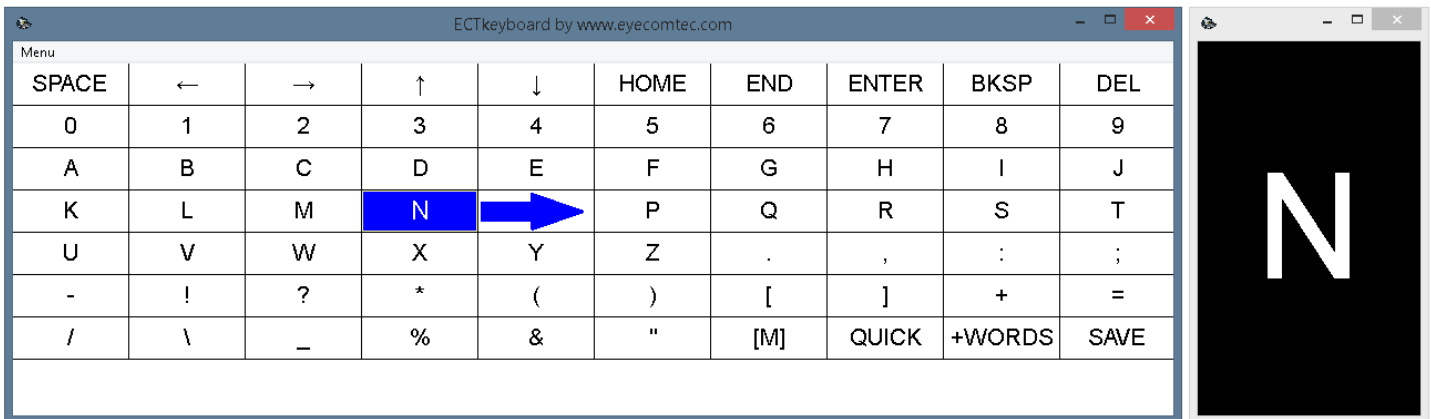 ECTkeyboard by www.eyecomtec.com
Menu
SPACE ← → ↑ ↓ HOME END ENTER BKSP DEL
0 1 2 3 4 5 6 7 8 9
A B C D E F G H I J
K L M N P Q R S T
U V W X Y Z . , : ;
- ! ? * ( ) [ ] + =
/ \ _ % & " [M] QUICK +WORDS SAVE
N